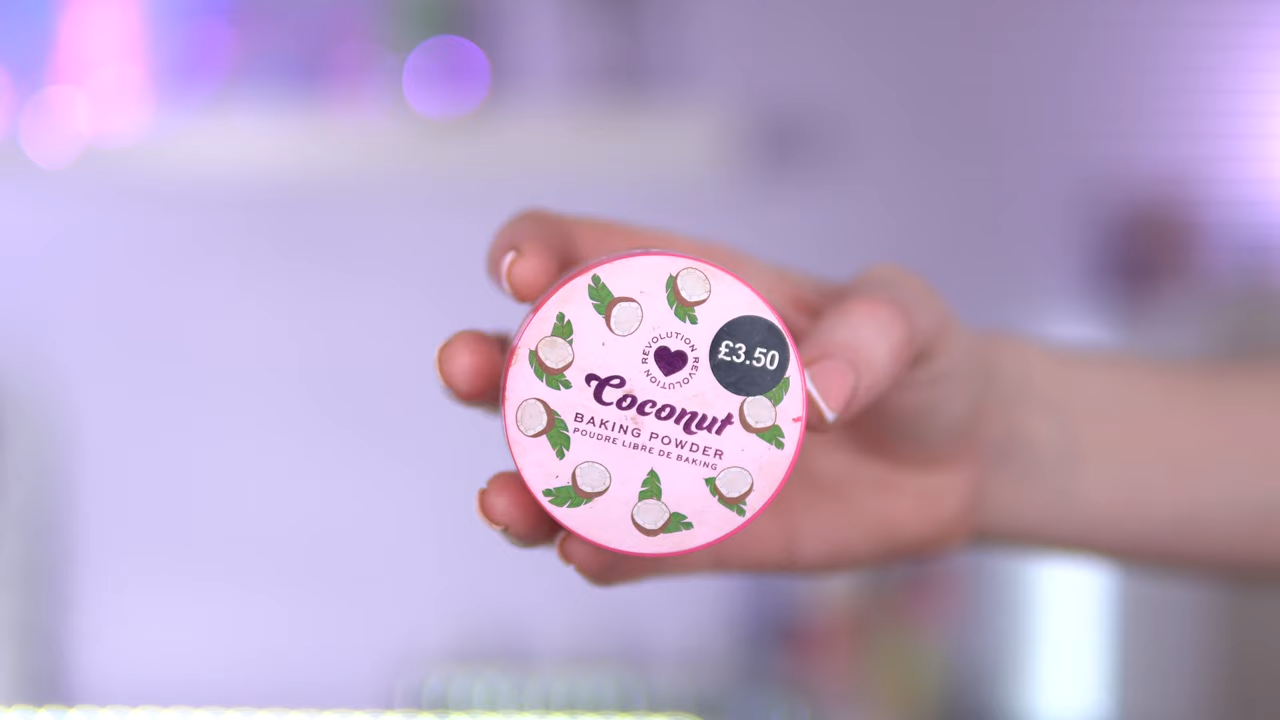 REVOLUTION REVOLUTION
£3.50
Coconut
BAKING POWDER
POUDRE LIBRE DE BAKING